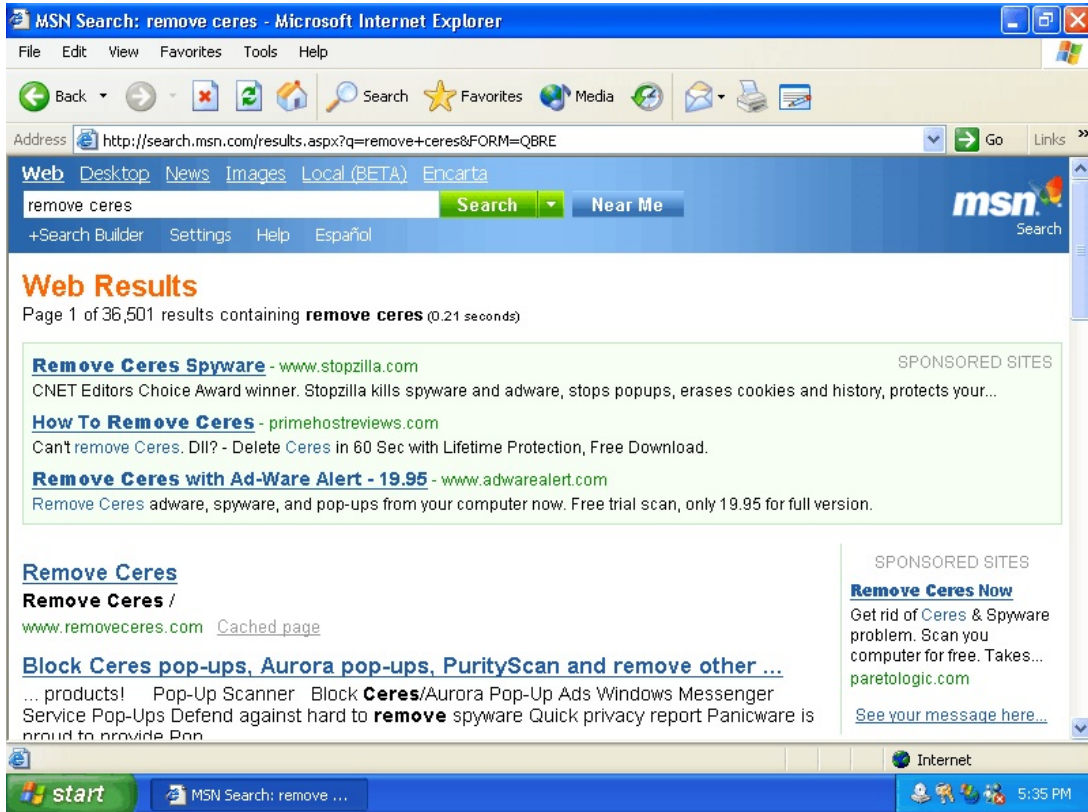 MSN Search: remove ceres - Microsoft Internet Explorer
File Edit View Favorites Tools Help
Back Search Favorites Media
Address http://search.msn.com/results.aspx?q=remove+ceres&FORM=QBRE Go Links »
Web Desktop News Images Local (BETA) Encarta
remove ceres Search Near Me
msn Search
+Search Builder Settings Help Español
Web Results
Page 1 of 36,501 results containing remove ceres (0.21 seconds)
Remove Ceres Spyware - www.stopzilla.com SPONSORED SITES
CNET Editors Choice Award winner. Stopzilla kills spyware and adware, stops popups, erases cookies and history, protects your...
How To Remove Ceres - primehostreviews.com
Can't remove Ceres. Dll? - Delete Ceres in 60 Sec with Lifetime Protection, Free Download.
Remove Ceres with Ad-Ware Alert - 19.95 - www.adwarealert.com
Remove Ceres adware, spyware, and pop-ups from your computer now. Free trial scan, only 19.95 for full version.
Remove Ceres
Remove Ceres /
www.removeceres.com Cached page
Block Ceres pop-ups, Aurora pop-ups, PurityScan and remove other ...
... products! Pop-Up Scanner Block Ceres/Aurora Pop-Up Ads Windows Messenger
Service Pop-Ups Defend against hard to remove spyware Quick privacy report Panicware is
proud to provide Pop
SPONSORED SITES
Remove Ceres Now
Get rid of Ceres & Spyware
problem. Scan you
computer for free. Takes...
paretologic.com
See your message here...
Internet
start MSN Search: remove ... 5:35 PM